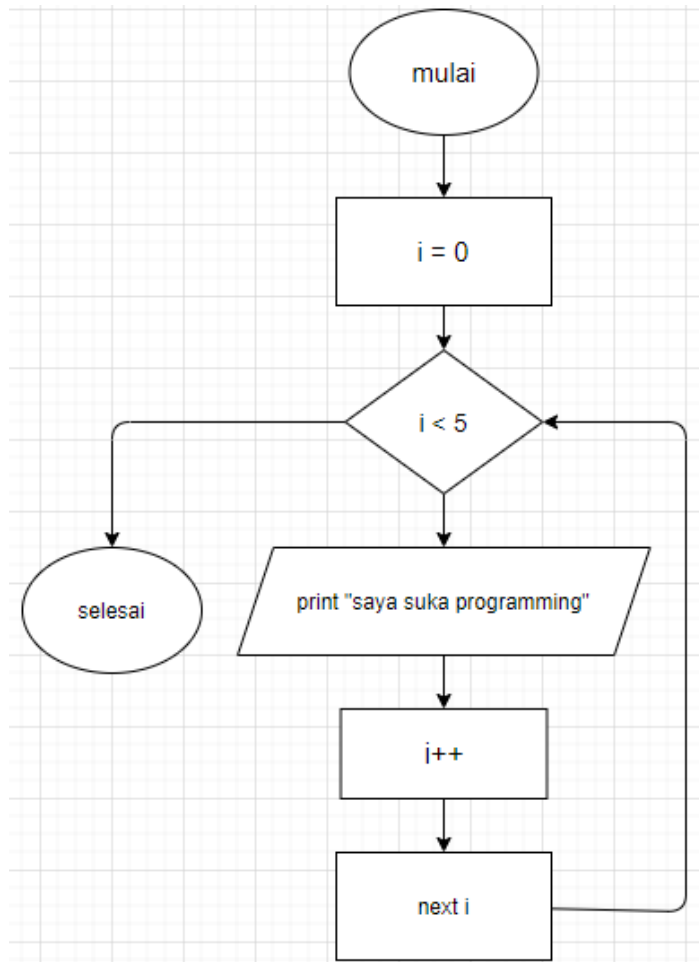 mulai
i = 0
i < 5
selesai
print "saya suka programming"
i++
next i